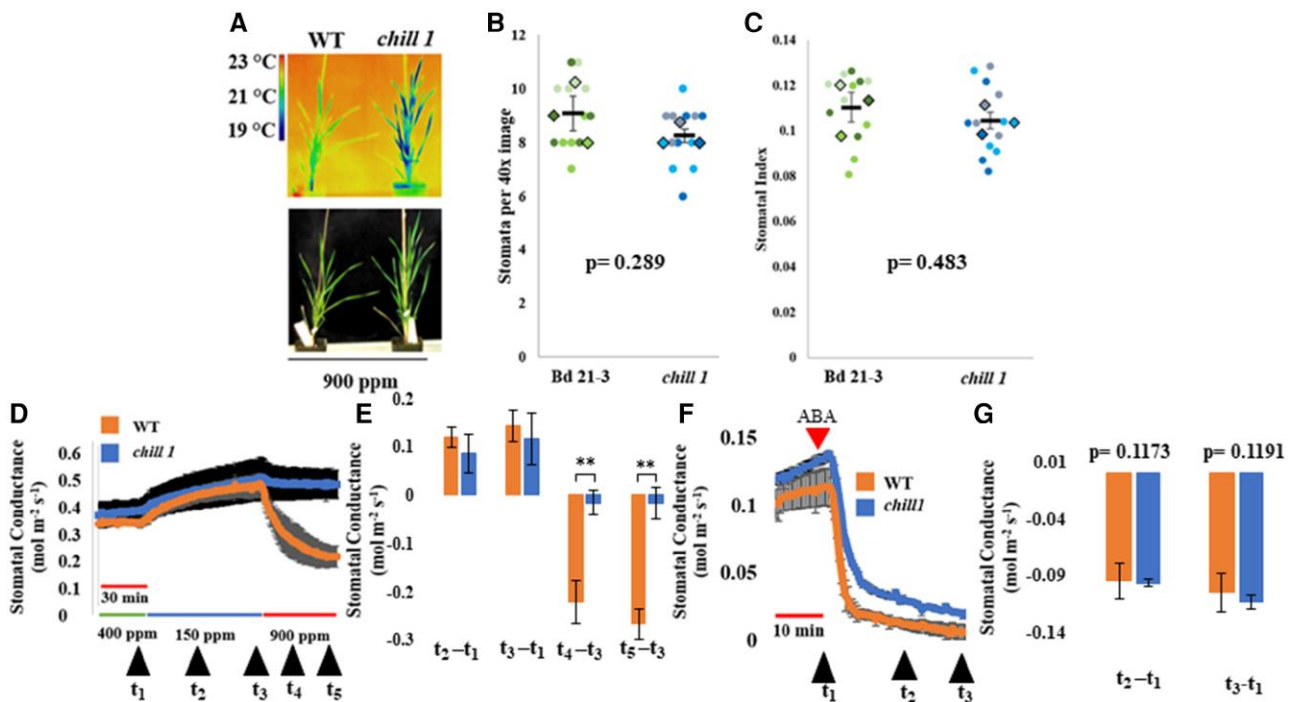 A
WT
chill 1
23 °C
21 °C
19 °C
900 ppm
B
Stomata per 40x image
12
10
8
6
4
2
0
p= 0.289
Bd 21-3
chill 1
C
Stomatal Index
0.14
0.12
0.1
0.08
0.06
0.04
0.02
0
p= 0.483
Bd 21-3
chill 1
D
WT
chill 1
Stomatal Conductance
(mol m⁻² s⁻¹)
0.6
0.5
0.4
0.3
0.2
0.1
0
30 min
400 ppm
150 ppm
900 ppm
t₁
t₂
t₃
t₄
t₅
E
Stomatal Conductance
(mol m⁻² s⁻¹)
0.2
0.1
0
-0.1
-0.2
-0.3
**
**
t₂–t₁
t₃–t₁
t₄–t₃
t₅–t₃
F
ABA
WT
chill1
Stomatal Conductance
(mol m⁻² s⁻¹)
0.15
0.1
0.05
0
10 min
t₁
t₂
t₃
G
p= 0.1173
p= 0.1191
Stomatal Conductance
(mol m⁻² s⁻¹)
0.01
-0.04
-0.09
-0.14
t₂–t₁
t₃-t₁